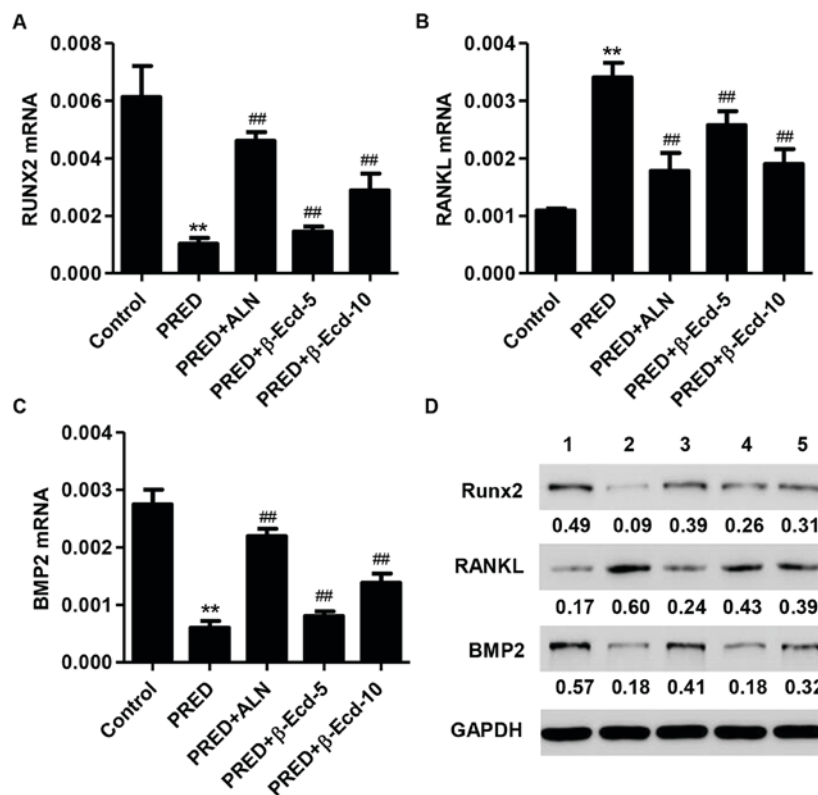 A
0.008
0.006
0.004
0.002
0.000
RUNX2 mRNA
**
##
##
##
Control
PRED
PRED+ALN
PRED+β-Ecd-5
PRED+β-Ecd-10
B
0.004
0.003
0.002
0.001
0.000
RANKL mRNA
**
##
##
##
Control
PRED
PRED+ALN
PRED+β-Ecd-5
PRED+β-Ecd-10
C
0.004
0.003
0.002
0.001
0.000
BMP2 mRNA
**
##
##
##
Control
PRED
PRED+ALN
PRED+β-Ecd-5
PRED+β-Ecd-10
D
1 2 3 4 5
Runx2
0.49 0.09 0.39 0.26 0.31
RANKL
0.17 0.60 0.24 0.43 0.39
BMP2
0.57 0.18 0.41 0.18 0.32
GAPDH